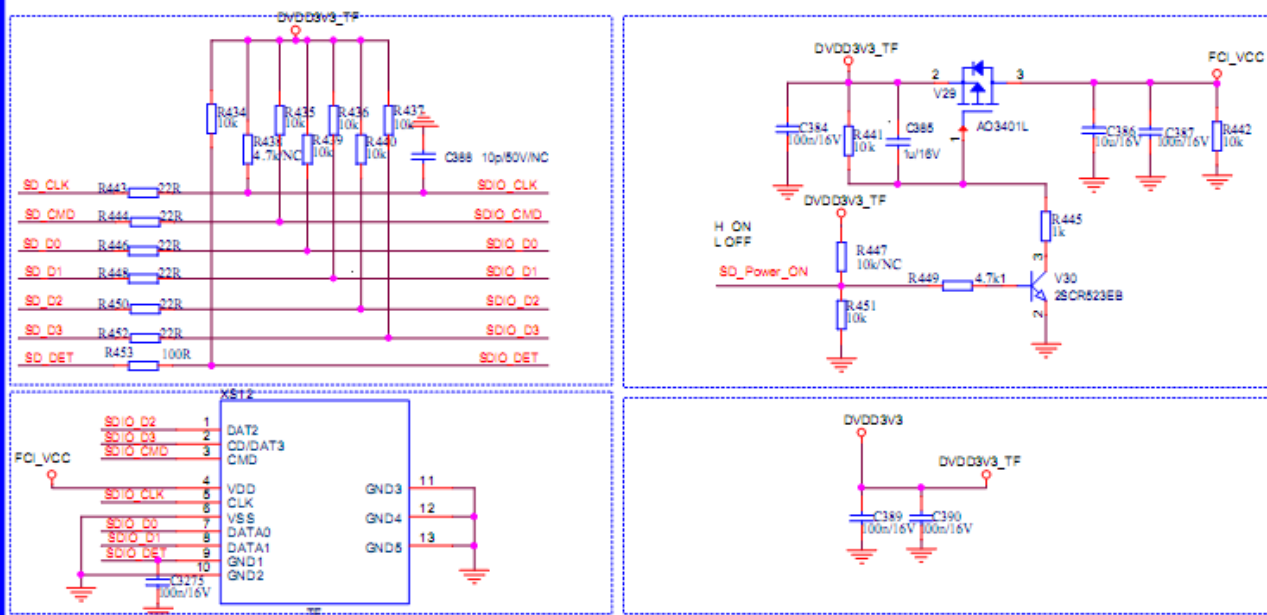 DVDD3V3_TF
R434
10k
R435
10k
R436
10k
R437
10k
R438
4.7k/NC
R439
10k
R440
10k
C388 10p/50V/NC
SD_CLK R443 22R SDIO_CLK
SD_CMD R444 22R SDIO_CMD
SD_D0 R446 22R SDIO_D0
SD_D1 R448 22R SDIO_D1
SD_D2 R450 22R SDIO_D2
SD_D3 R452 22R SDIO_D3
SD_DET R453 100R SDIO_DET
DVDD3V3_TF
FCI_VCC
2
3
V29
AO3401L
1
C384
100n/16V
R441
10k
C385
1u/16V
C386
10u/16V
C387
100n/16V
R442
10k
DVDD3V3_TF
H ON
L OFF
R447
10k/NC
R445
1k
SD_Power_ON
R449 4.7k
1
3
V30
2SCR523EB
2
R451
10k
XS12
SDIO_D2 1 DAT2
SDIO_D3 2 CD/DAT3
SDIO_CMD 3 CMD
FCI_VCC
4 VDD
SDIO_CLK 5 CLK
6 VSS
SDIO_D0 7 DATA0
SDIO_D1 8 DATA1
SDIO_DET 9 GND1
10 GND2
GND3 11
GND4 12
GND5 13
C3275
100n/16V
TF
DVDD3V3
DVDD3V3_TF
C389
100n/16V
C390
100n/16V